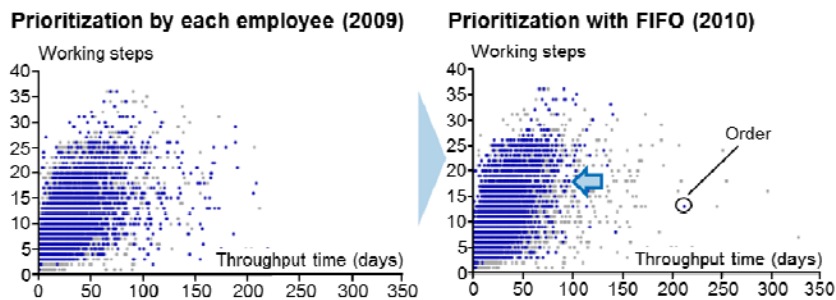 Prioritization by each employee (2009)
Prioritization with FIFO (2010)
Working steps
40
35
30
25
20
15
10
5
0
Throughput time (days)
0 50 100 150 200 250 300 350
Working steps
40
35
30
25
20
15
10
5
0
Order
Throughput time (days)
0 50 100 150 200 250 300 350